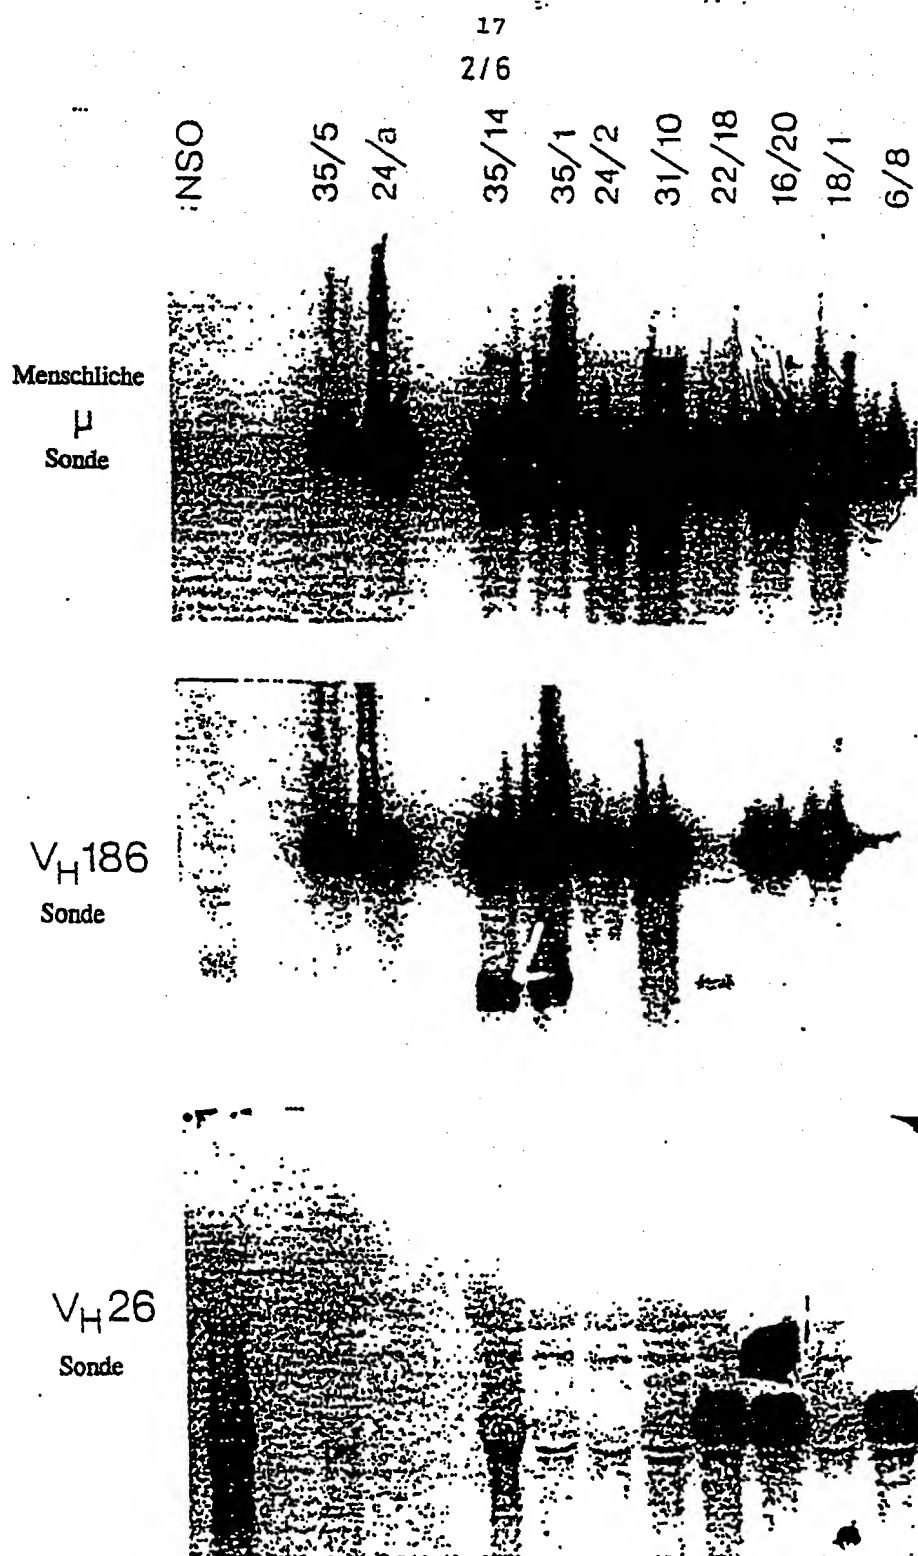 17
2/6
:NSO
35/5
24/a
35/14
35/1
24/2
31/10
22/18
16/20
18/1
6/8
Menschliche
μ
Sonde
VH186
Sonde
VH26
Sonde